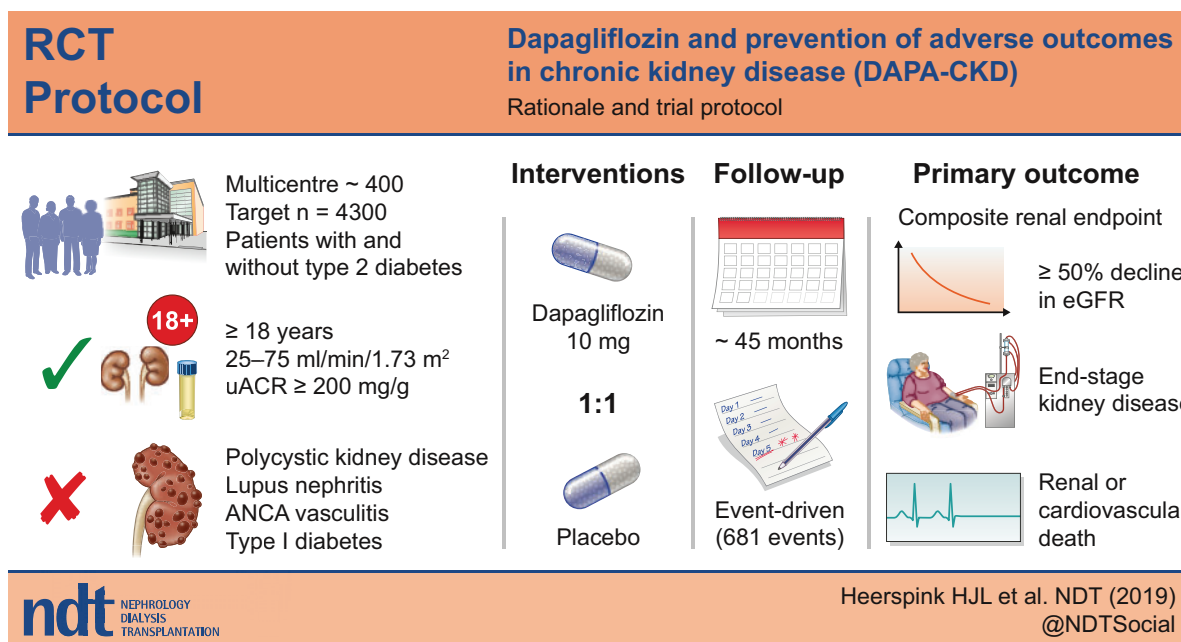 RCT
Protocol
Dapagliflozin and prevention of adverse outcomes
in chronic kidney disease (DAPA-CKD)
Rationale and trial protocol
Multicentre ~ 400
Target n = 4300
Patients with and
without type 2 diabetes
18+
≥ 18 years
25–75 ml/min/1.73 m²
uACR ≥ 200 mg/g
Polycystic kidney disease
Lupus nephritis
ANCA vasculitis
Type I diabetes
Interventions
Dapagliflozin
10 mg
1:1
Placebo
Follow-up
~ 45 months
Day 1
Day 2
Day 3
Day 4
Day 5
Event-driven
(681 events)
Primary outcome
Composite renal endpoint
≥ 50% decline
in eGFR
End-stage
kidney disease
Renal or
cardiovascula
death
ndt NEPHROLOGY
DIALYSIS
TRANSPLANTATION
Heerspink HJL et al. NDT (2019)
@NDTSocial